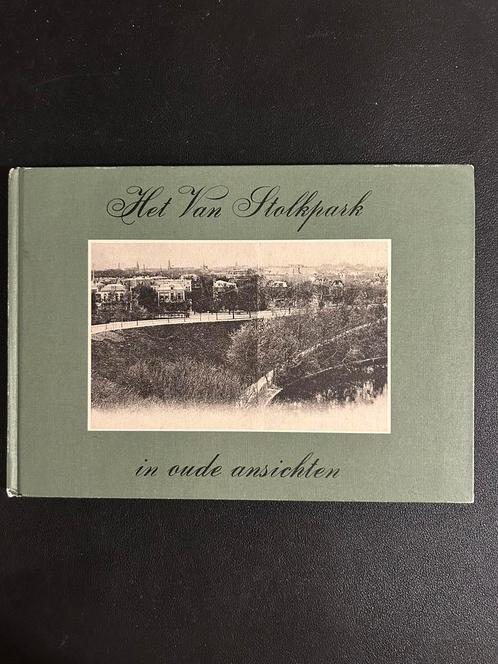 Het Van Stolkpark
in oude ansichten